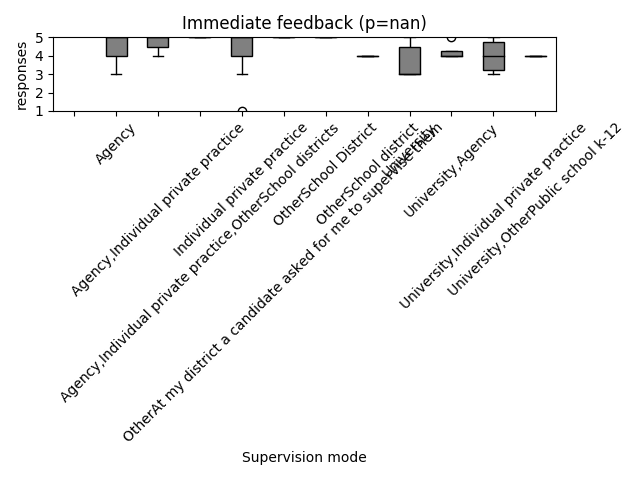 Immediate feedback (p=nan)
responses
5
4
3
2
1
Agency
Agency,Individual private practice
Agency,Individual private practice,OtherSchool districts
Individual private practice
OtherAt my district a candidate asked for me to supervise them
OtherSchool District
OtherSchool district
University
University,Agency
University,Individual private practice
University,OtherPublic school k-12
Supervision mode